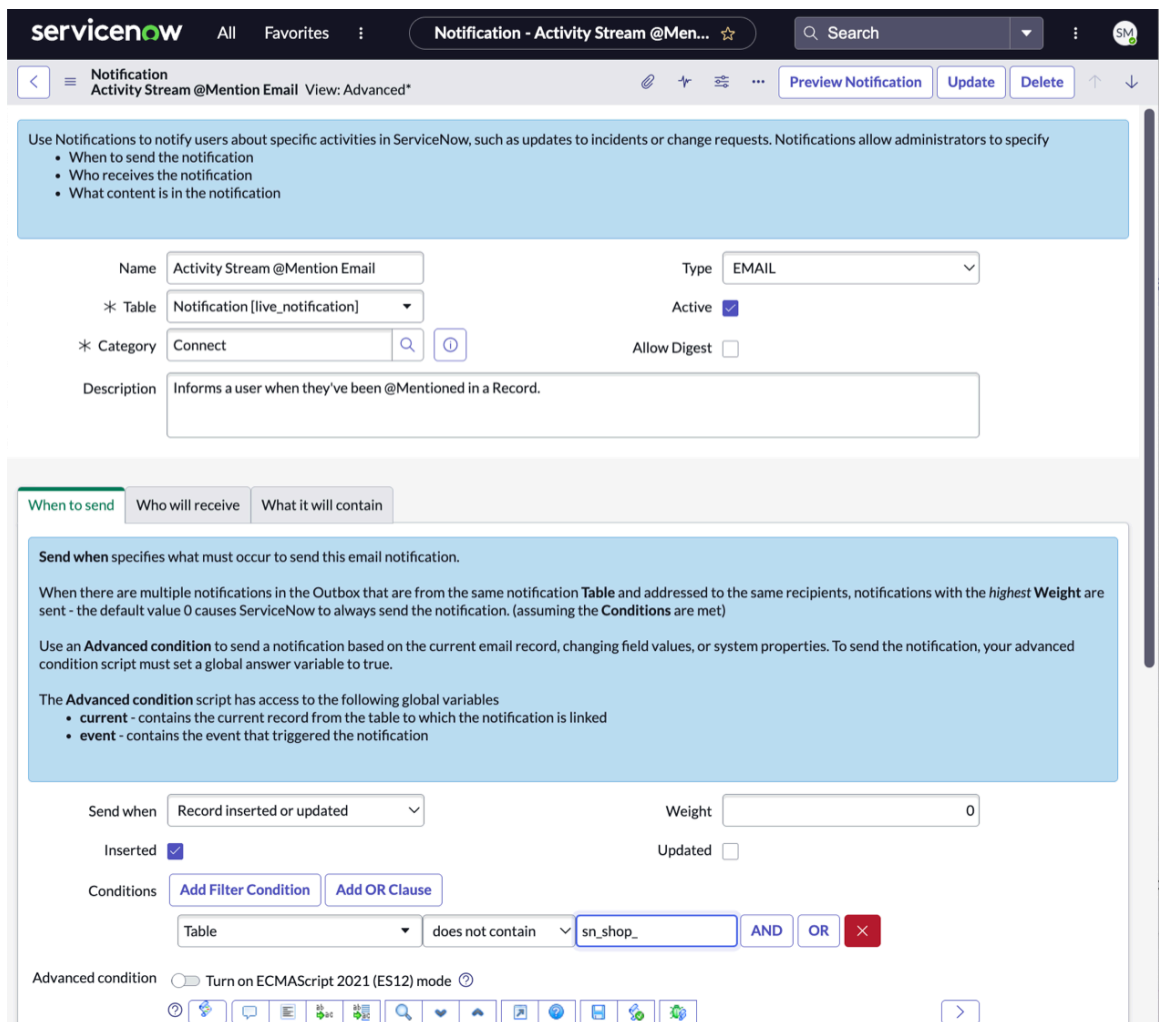 servicenow All Favorites Notification - Activity Stream @Men... Search SM
Notification
Activity Stream @Mention Email View: Advanced*
Preview Notification Update Delete
Use Notifications to notify users about specific activities in ServiceNow, such as updates to incidents or change requests. Notifications allow administrators to specify
• When to send the notification
• Who receives the notification
• What content is in the notification
Name Activity Stream @Mention Email Type EMAIL
Table Notification [live_notification] Active
Category Connect Allow Digest
Description Informs a user when they've been @Mentioned in a Record.
When to send Who will receive What it will contain
Send when specifies what must occur to send this email notification.
When there are multiple notifications in the Outbox that are from the same notification Table and addressed to the same recipients, notifications with the highest Weight are
sent - the default value 0 causes ServiceNow to always send the notification. (assuming the Conditions are met)
Use an Advanced condition to send a notification based on the current email record, changing field values, or system properties. To send the notification, your advanced
condition script must set a global answer variable to true.
The Advanced condition script has access to the following global variables
• current - contains the current record from the table to which the notification is linked
• event - contains the event that triggered the notification
Send when Record inserted or updated Weight 0
Inserted Updated
Conditions Add Filter Condition Add OR Clause
Table does not contain sn_shop_ AND OR
Advanced condition Turn on ECMAScript 2021 (ES12) mode